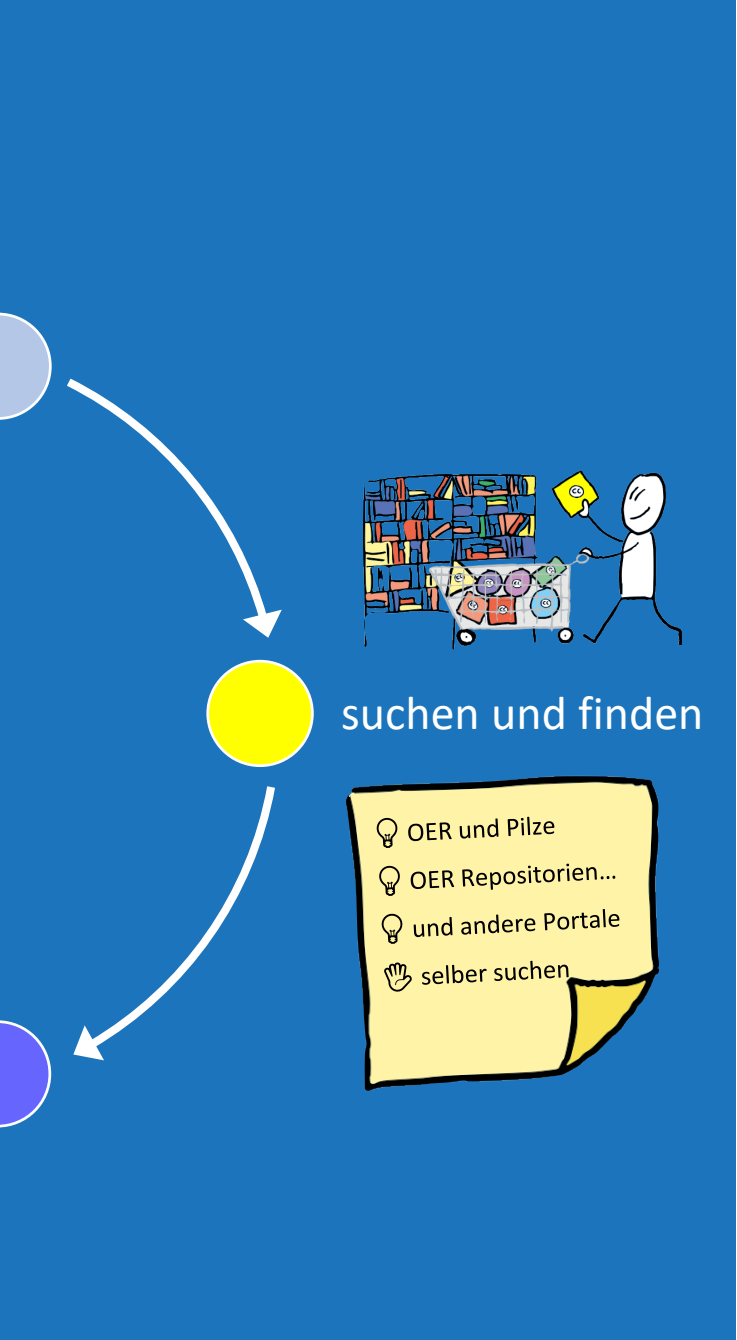 suchen und finden
OER und Pilze
OER Repositorien...
und andere Portale
selber suchen